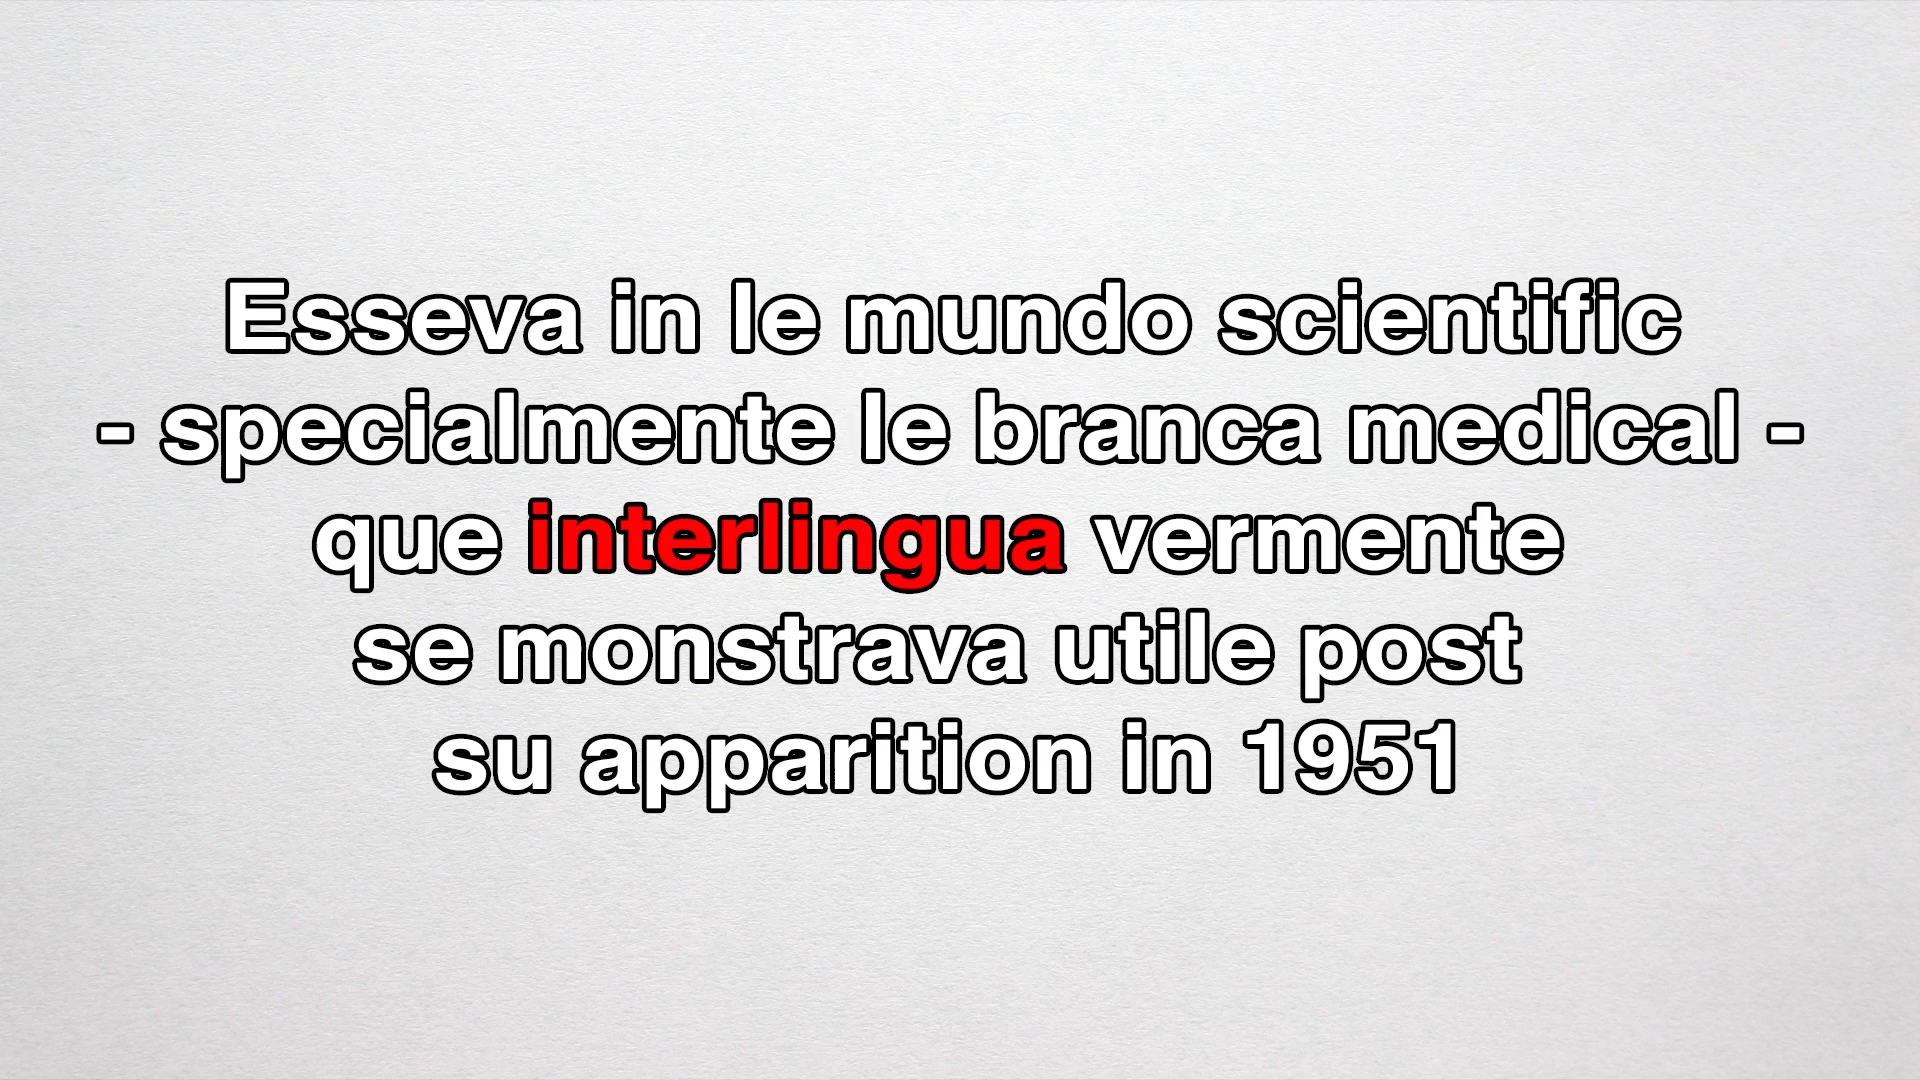 Esseva in le mundo scientific
- specialmente le branca medical -
que interlingua vermente
se monstrava utile post
su apparition in 1951